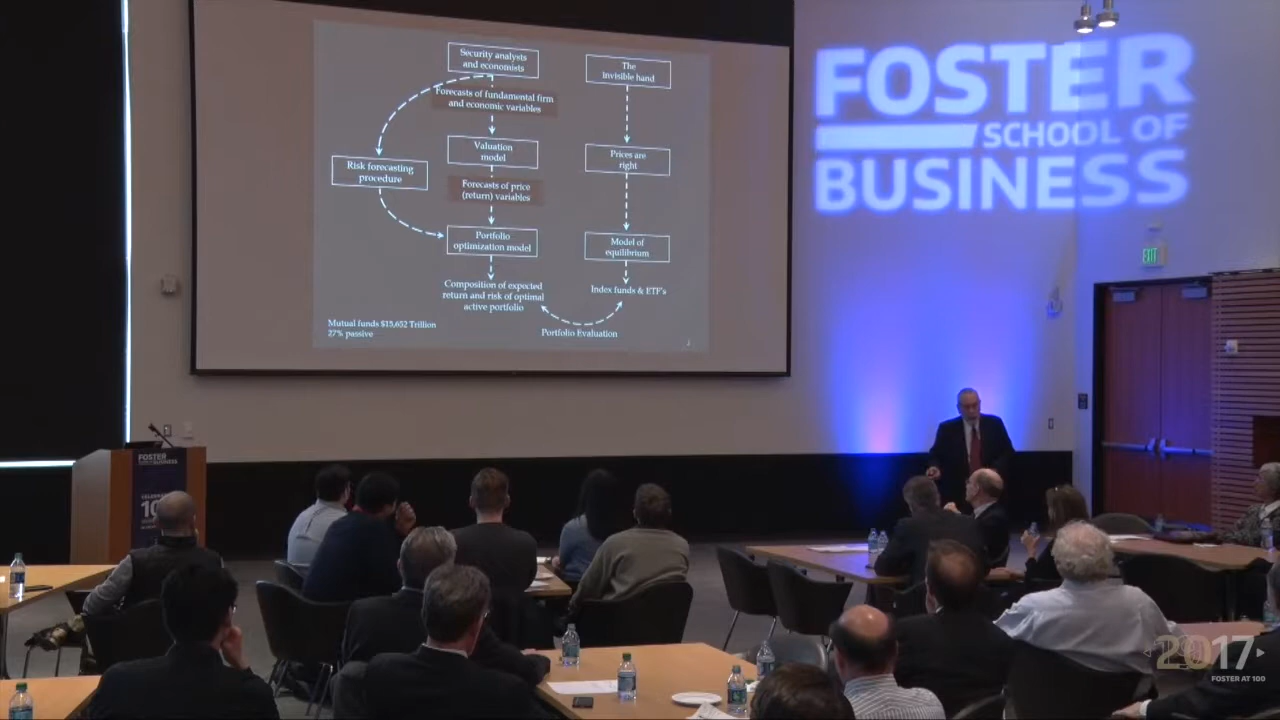 Security analysts
and economists
The
invisible hand
Forecasts of fundamental firm
and economic variables
Valuation
model
Prices are
right
Risk forecasting
procedure
Forecasts of price
(return) variables
Portfolio
optimization model
Model of
equilibrium
Composition of expected
return and risk of optimal
active portfolio
Index funds & ETF's
Mutual funds $15,652 Trillion
27% passive
Portfolio Evaluation
FOSTER
SCHOOL OF
BUSINESS
EXIT
FOSTER
BUSINESS
2017
FOSTER AT 100